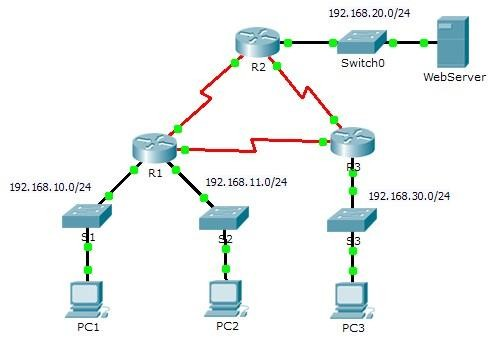 192.168.20.0/24
R2
Switch0
WebServer
R1
R3
192.168.10.0/24
192.168.11.0/24
192.168.30.0/24
S1
S2
S3
PC1
PC2
PC3